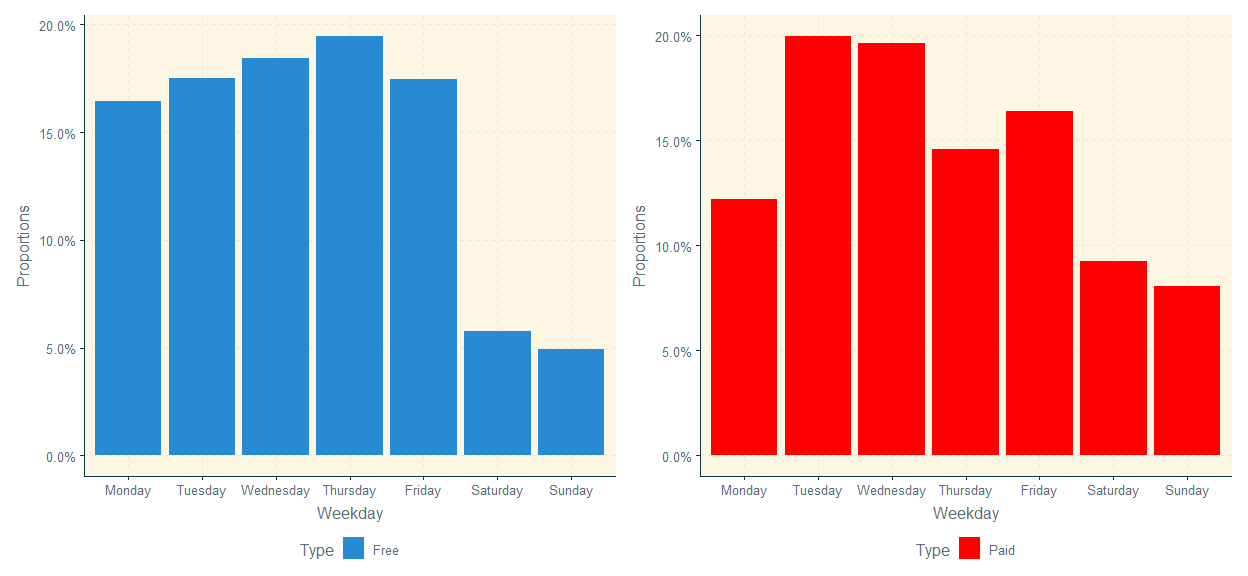 20.0%
15.0%
10.0%
5.0%
0.0%
Proportions
Monday Tuesday Wednesday Thursday Friday Saturday Sunday
Weekday
Type Free
20.0%
15.0%
10.0%
5.0%
0.0%
Proportions
Monday Tuesday Wednesday Thursday Friday Saturday Sunday
Weekday
Type Paid